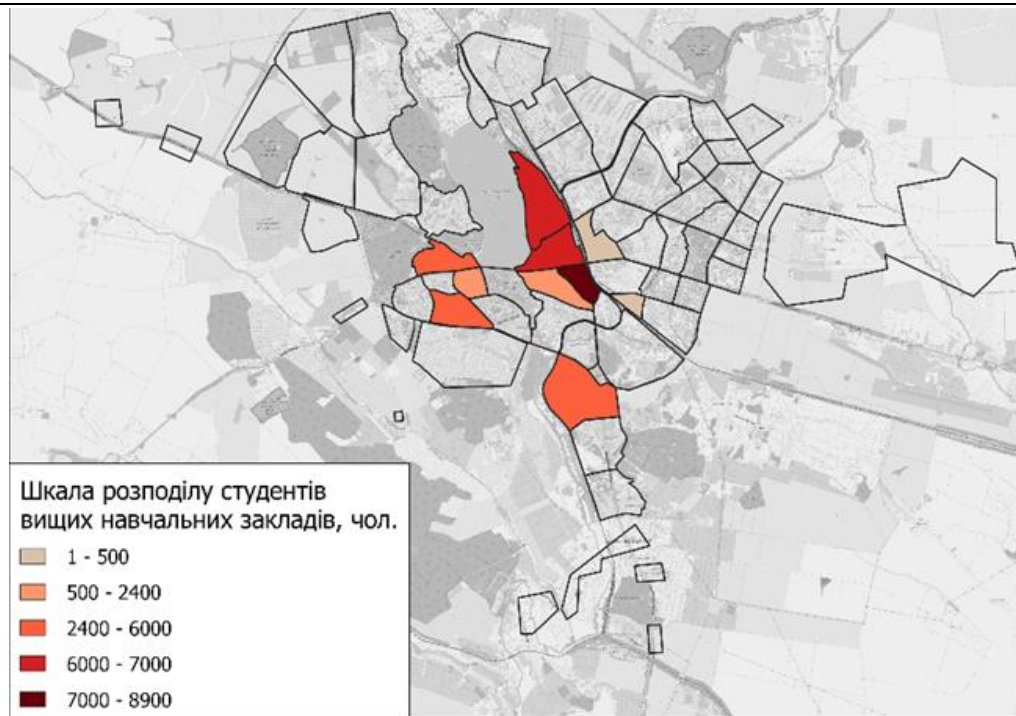 Шкала розподілу студентів
вищих навчальних закладів, чол.
1 - 500
500 - 2400
2400 - 6000
6000 - 7000
7000 - 8900